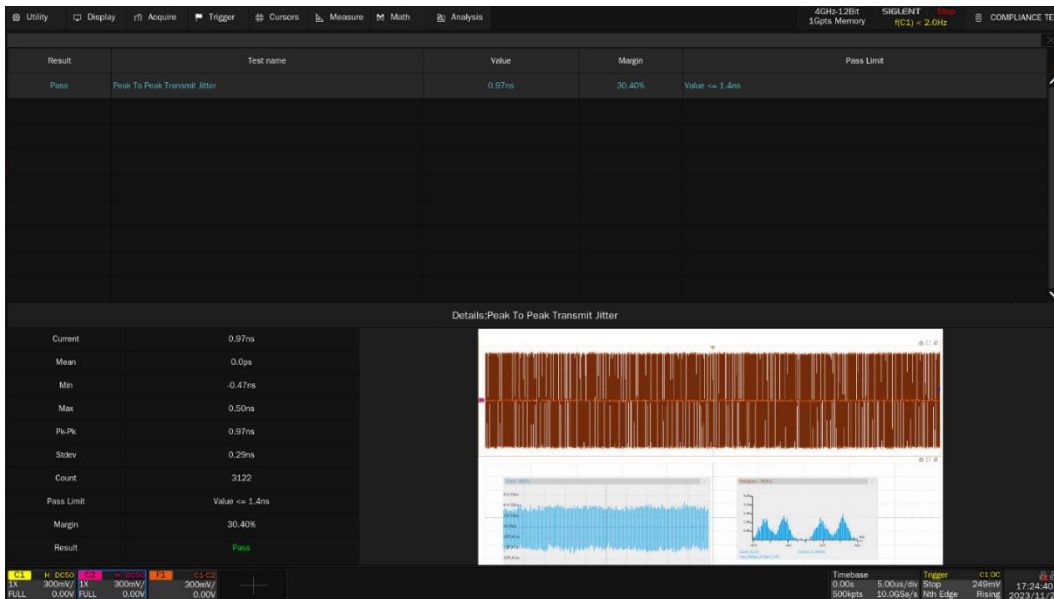 Utility Display Acquire Trigger Cursors Measure Math Analysis 4GHz-12Bit SIGLENT Stop COMPLIANCE TE
1Gpts Memory f(C1) < 2.0Hz
Result Test name Value Margin Pass Limit
Pass Peak To Peak Transmit Jitter 0.97ns 30.40% Value <= 1.4ns
Details:Peak To Peak Transmit Jitter
Current 0.97ns
Mean 0.0ps
Min -0.47ns
Max 0.50ns
Pk-Pk 0.97ns
Stdev 0.29ns
Count 3122
Pass Limit Value <= 1.4ns
Margin 30.40%
Result Pass
C1 H DC50 C2 H DC50 F1 C1-C2 Timebase Trigger C1 DC
1X 300mV/ 1X 300mV/ 300mV/ 0.00s 5.00us/div Stop 249mV 17:24:40
FULL 0.00V FULL 0.00V 0.00V 500kpts 10.0GSa/s Nth Edge Rising 2023/11/2